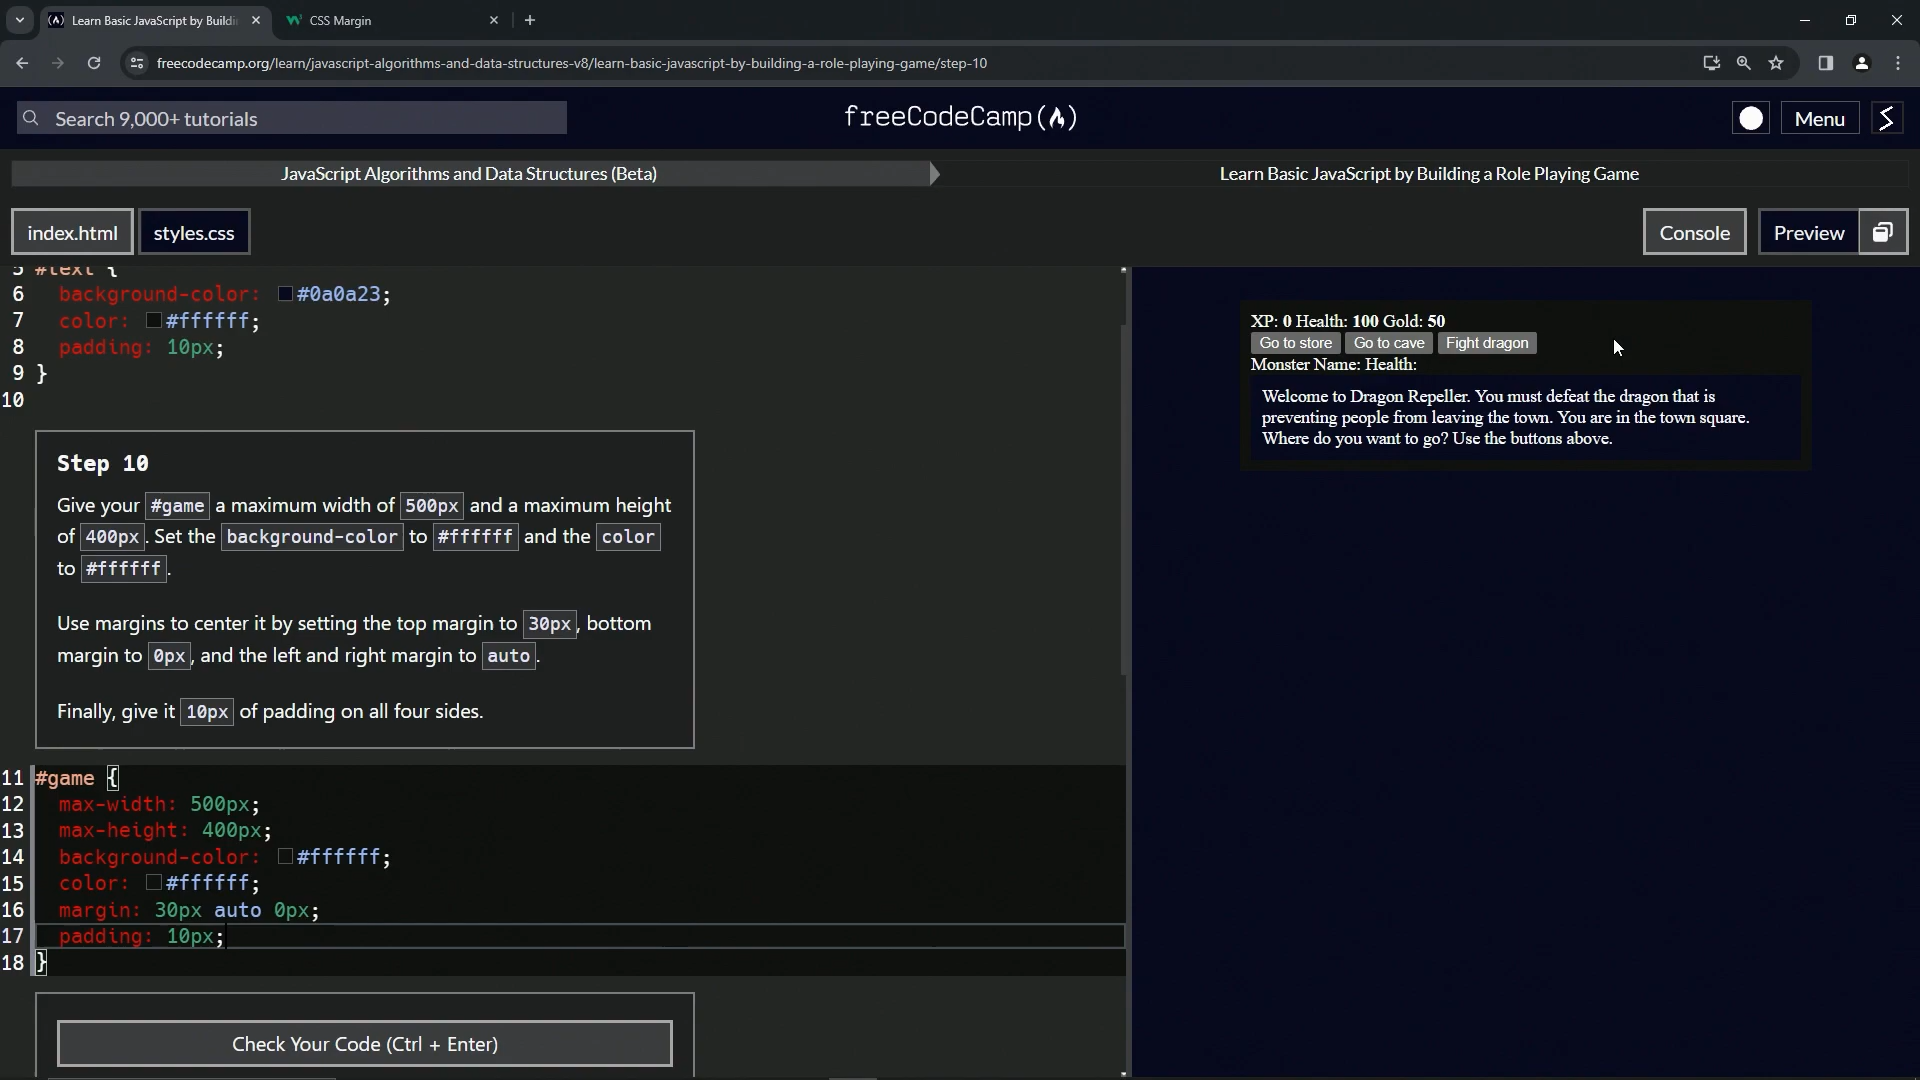 Learn Basic JavaScript by Buildi
CSS Margin
freecodecamp.org/learn/javascript-algorithms-and-data-structures-v8/learn-basic-javascript-by-building-a-role-playing-game/step-10
Search 9,000+ tutorials
freeCodeCamp(🔥)
Menu
JavaScript Algorithms and Data Structures (Beta)
Learn Basic JavaScript by Building a Role Playing Game
index.html
styles.css
Console
Preview
5 #text {
6 background-color: #0a0a23;
7 color: #ffffff;
8 padding: 10px;
9 }
10
Step 10
Give your #game a maximum width of 500px and a maximum height
of 400px. Set the background-color to #ffffff and the color
to #ffffff.
Use margins to center it by setting the top margin to 30px, bottom
margin to 0px, and the left and right margin to auto.
Finally, give it 10px of padding on all four sides.
11 #game {
12 max-width: 500px;
13 max-height: 400px;
14 background-color: #ffffff;
15 color: #ffffff;
16 margin: 30px auto 0px;
17 padding: 10px;
18 }
Check Your Code (Ctrl + Enter)
XP: 0 Health: 100 Gold: 50
Go to store
Go to cave
Fight dragon
Monster Name: Health:
Welcome to Dragon Repeller. You must defeat the dragon that is
preventing people from leaving the town. You are in the town square.
Where do you want to go? Use the buttons above.